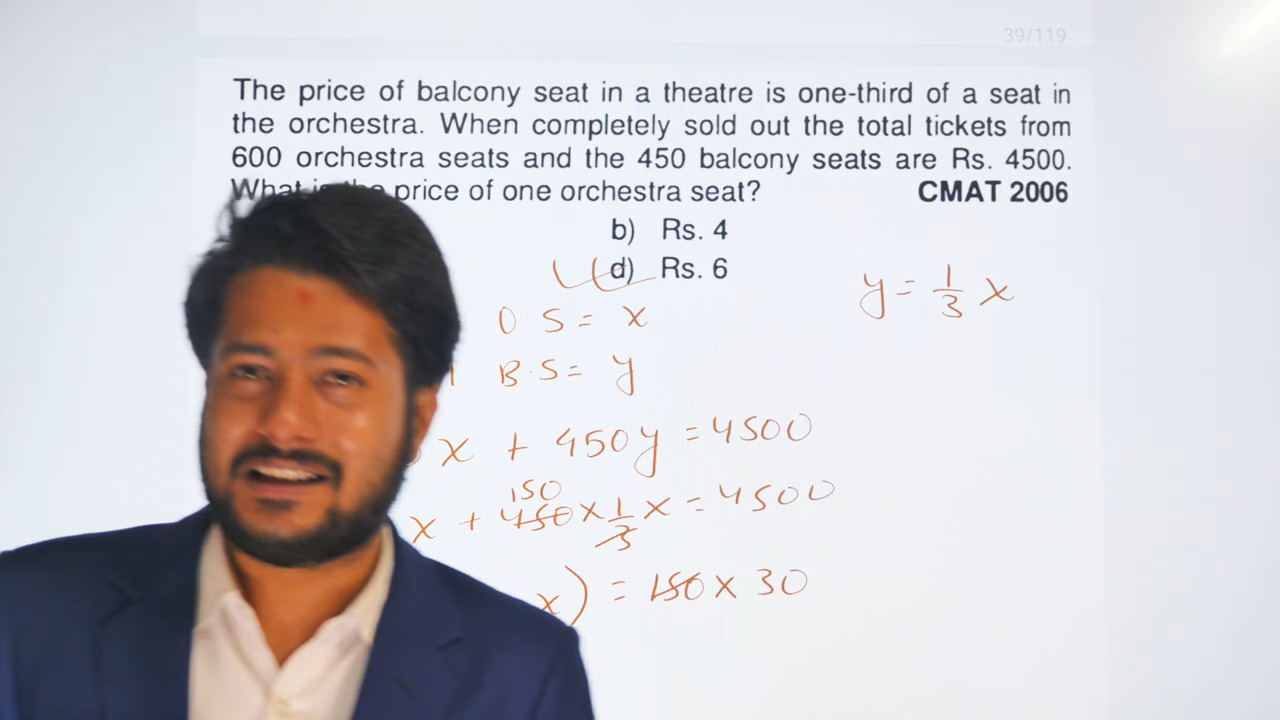 39/119
The price of balcony seat in a theatre is one-third of a seat in
the orchestra. When completely sold out the total tickets from
600 orchestra seats and the 450 balcony seats are Rs. 4500.
What is the price of one orchestra seat? CMAT 2006
b) Rs. 4
d) Rs. 6
y = 1/3 x
O.S = x
B.S = y
x + 450y = 4500
150
x + 450 x 1/3 x = 4500
x) = 150 x 30